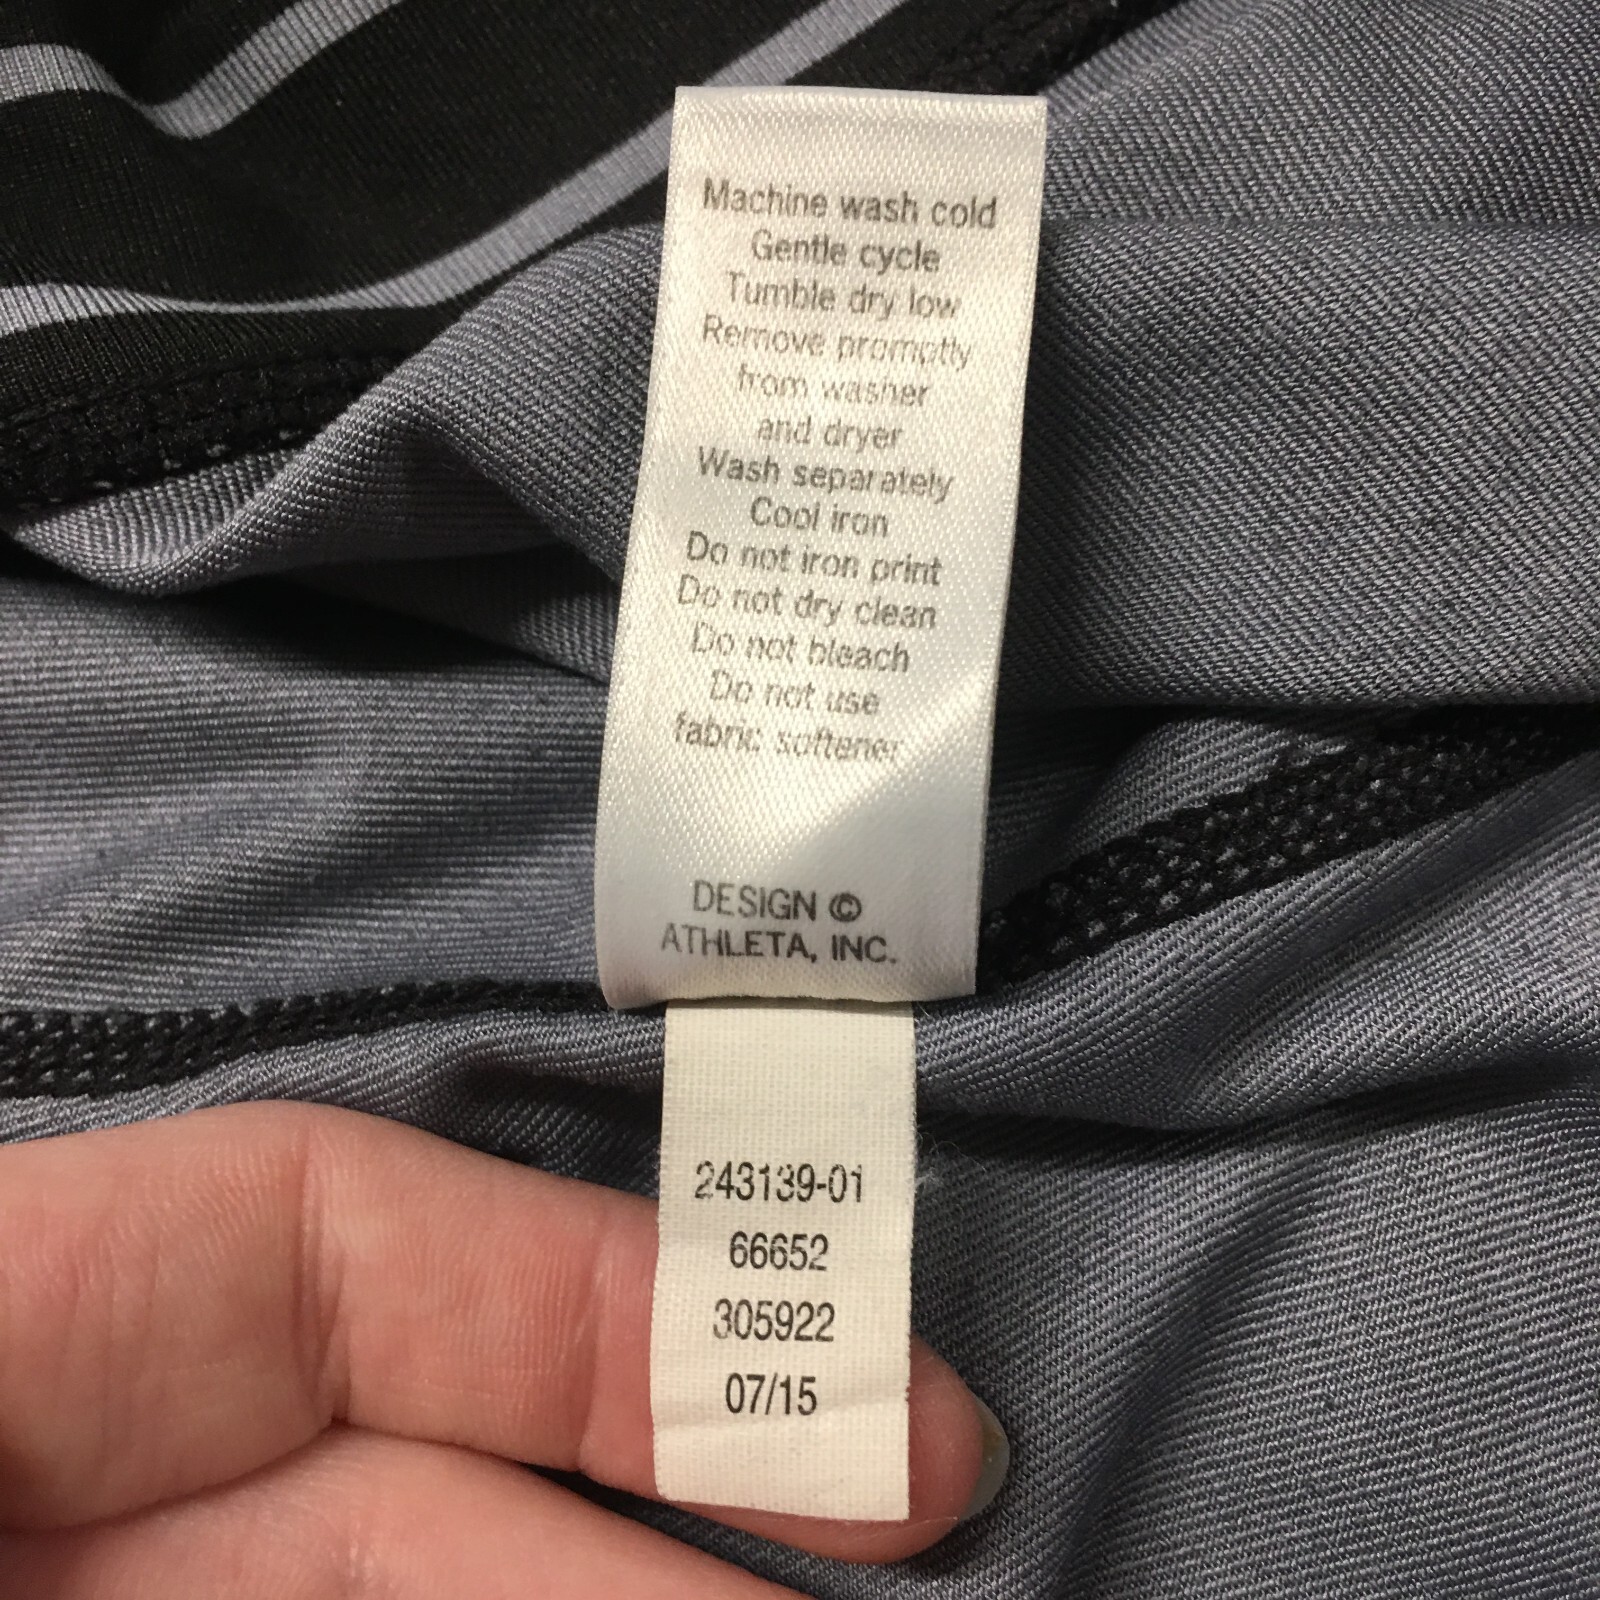 Machine wash cold
Gentle cycle
Tumble dry low
Remove promptly
from washer
and dryer
Wash separately
Cool iron
Do not iron print
Do not dry clean
Do not bleach
Do not use
fabric softener
DESIGN ©
ATHLETA, INC.
243139-01
66652
305922
07/15